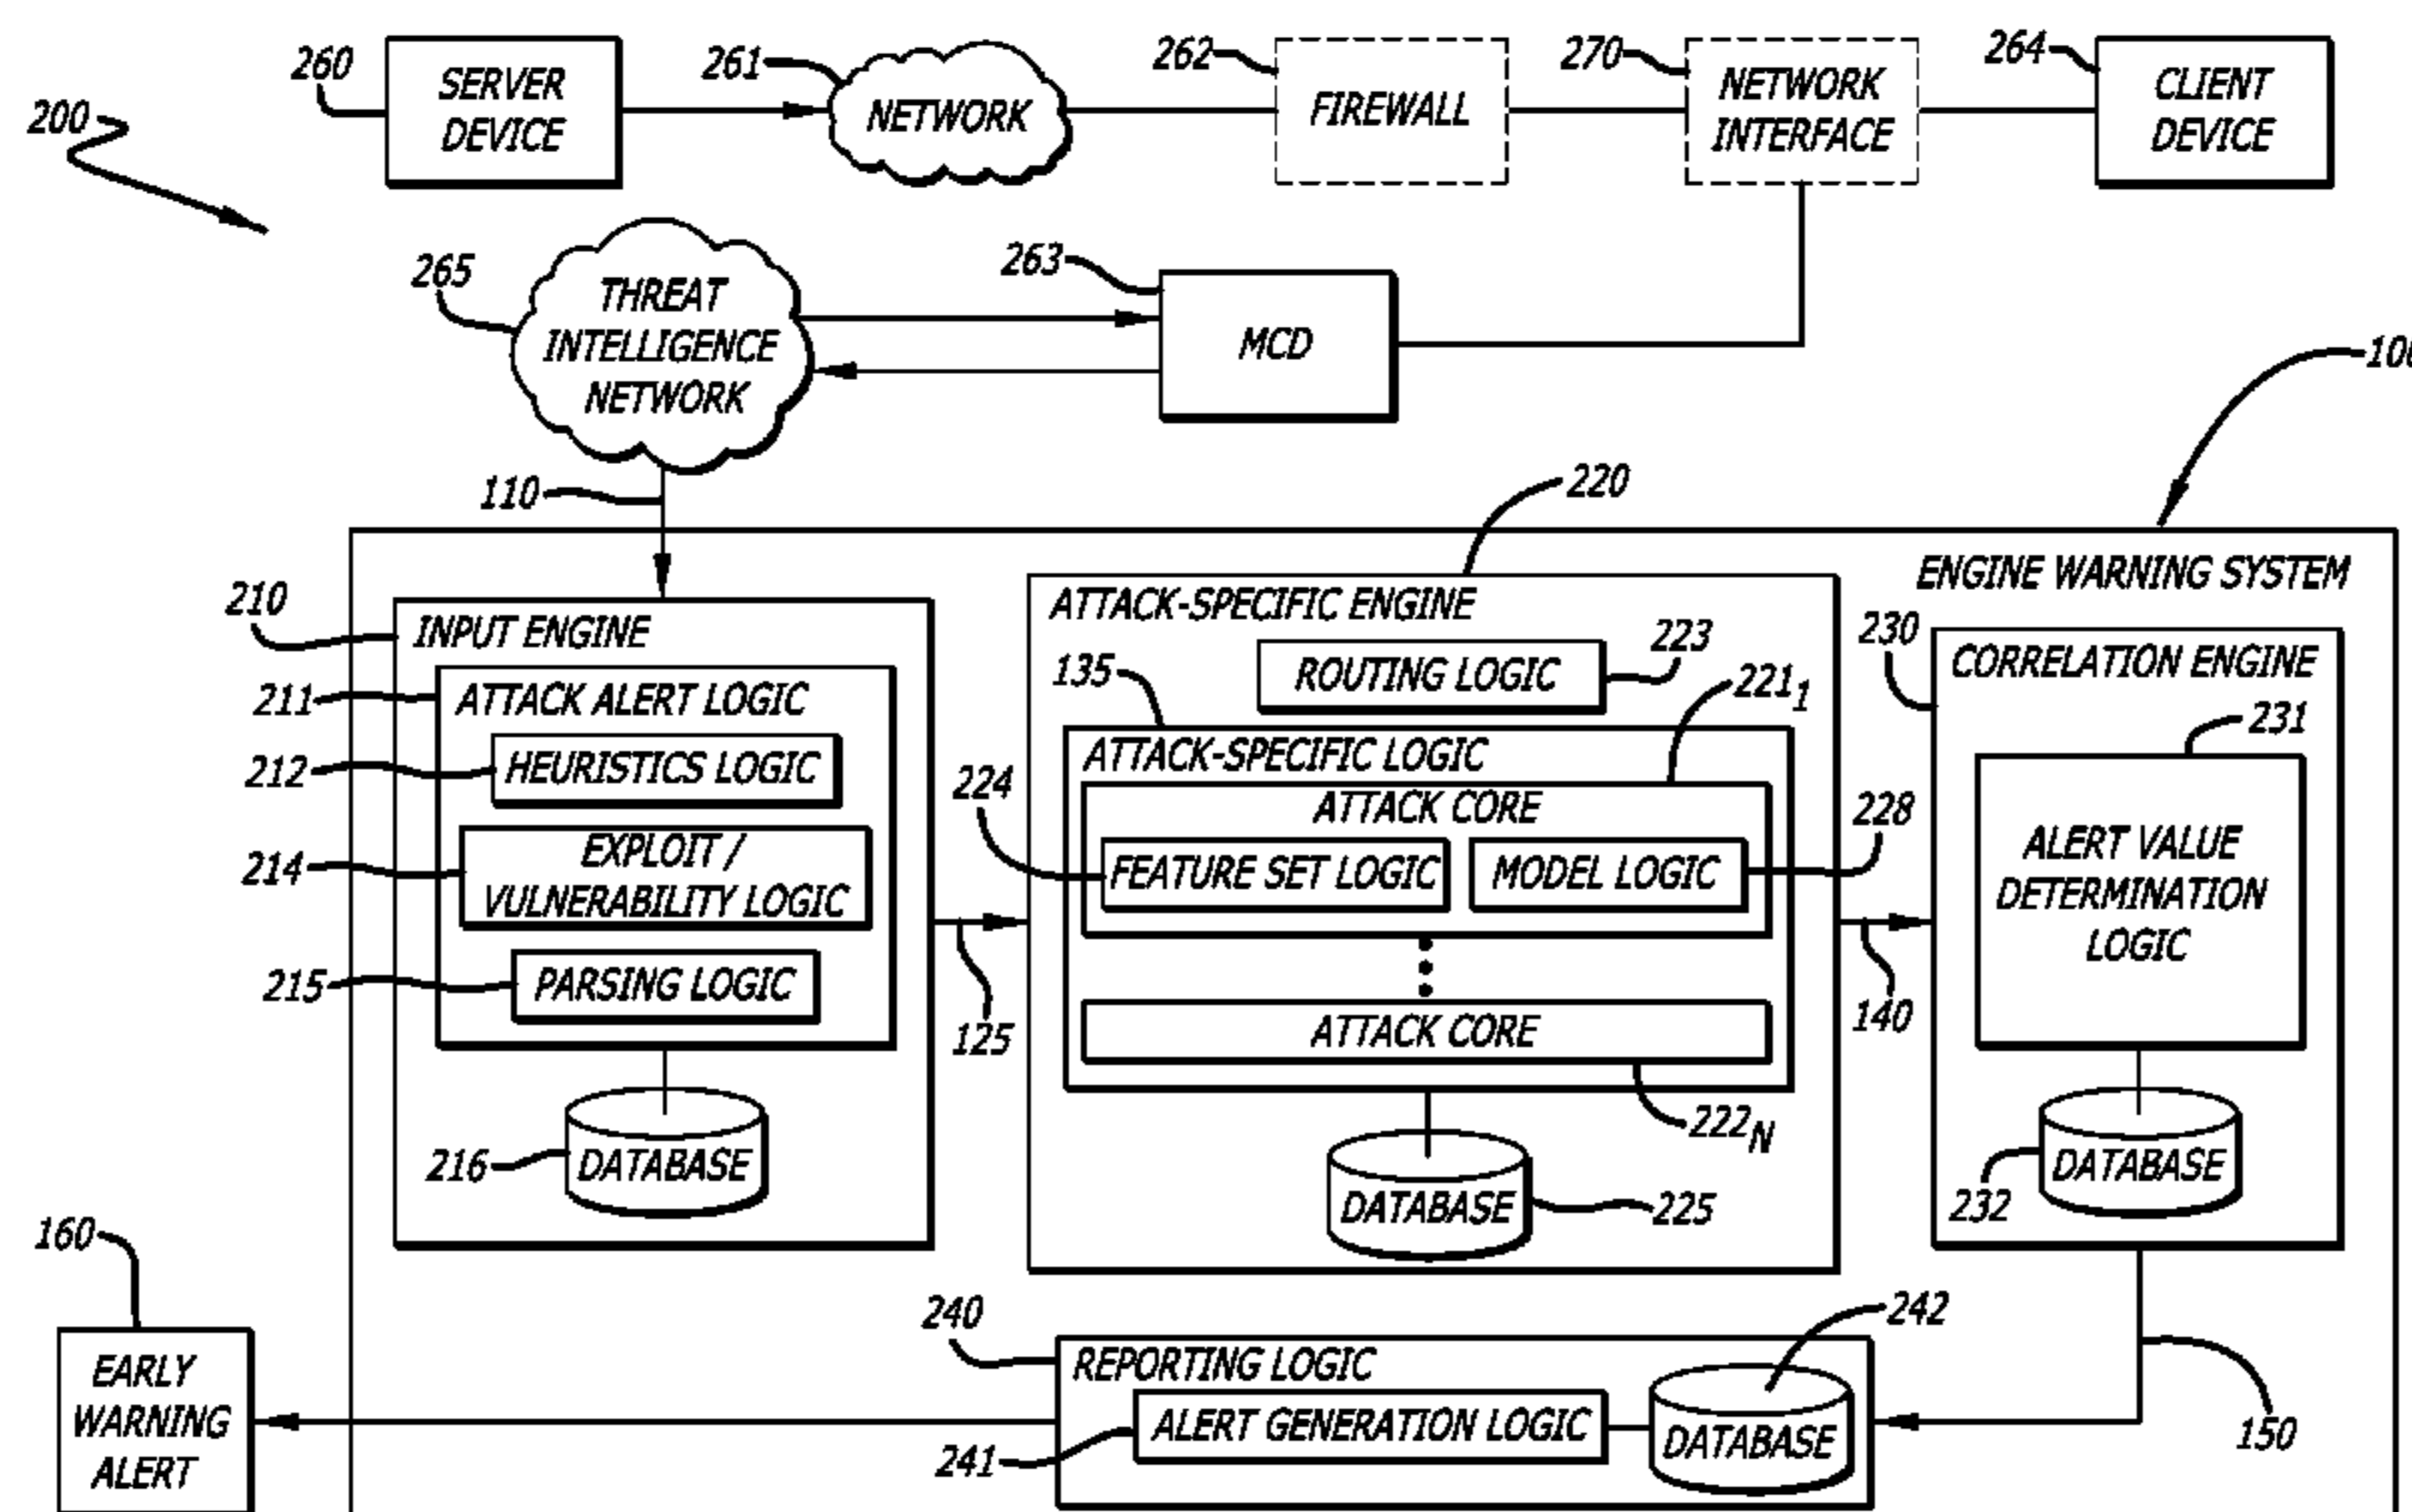 200
260
SERVER
DEVICE
261
NETWORK
262
FIREWALL
270
NETWORK
INTERFACE
264
CLIENT
DEVICE
265
THREAT
INTELLIGENCE
NETWORK
263
MCD
110
220
ENGINE WARNING SYSTEM
210
INPUT ENGINE
211
ATTACK ALERT LOGIC
212
HEURISTICS LOGIC
214
EXPLOIT /
VULNERABILITY LOGIC
215
PARSING LOGIC
216
DATABASE
125
ATTACK-SPECIFIC ENGINE
ROUTING LOGIC
223
135
221₁
ATTACK-SPECIFIC LOGIC
224
ATTACK CORE
228
FEATURE SET LOGIC
MODEL LOGIC
ATTACK CORE
222N
DATABASE
225
140
230
CORRELATION ENGINE
231
ALERT VALUE
DETERMINATION
LOGIC
232
DATABASE
150
240
REPORTING LOGIC
242
241
ALERT GENERATION LOGIC
DATABASE
160
EARLY
WARNING
ALERT